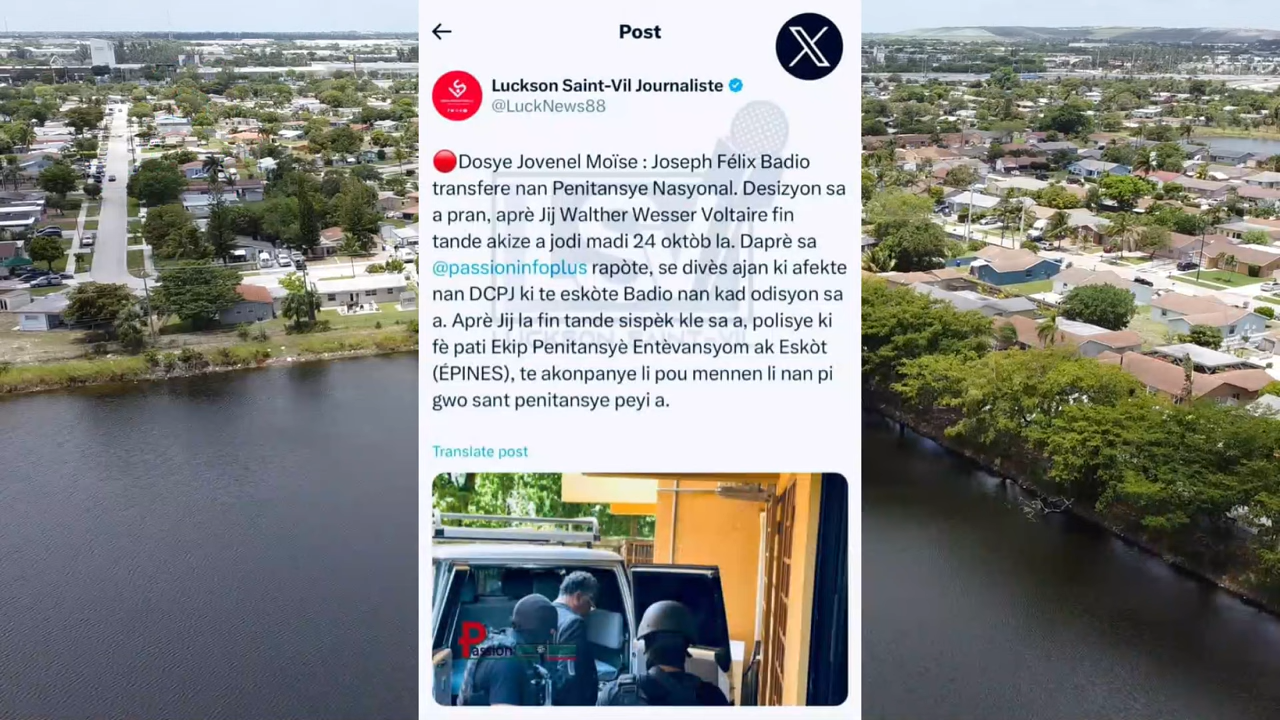 Post
Luckson Saint-Vil Journaliste
@LuckNews88
Dosye Jovenel Moïse : Joseph Félix Badio
transfere nan Penitansye Nasyonal. Desizyon sa
a pran, aprè Jij Walther Wesser Voltaire fin
tande akize a jodi madi 24 oktòb la. Daprè sa
@passioninfoplus rapòte, se divès ajan ki afekte
nan DCPJ ki te eskòte Badio nan kad odisyon sa
a. Aprè Jij la fin tande sispèk kle sa a, polisye ki
fè pati Ekip Penitansyè Entèvansyom ak Eskòt
(ÉPINES), te akonpanye li pou mennen li nan pi
gwo sant penitansye peyi a.
Translate post
Passion